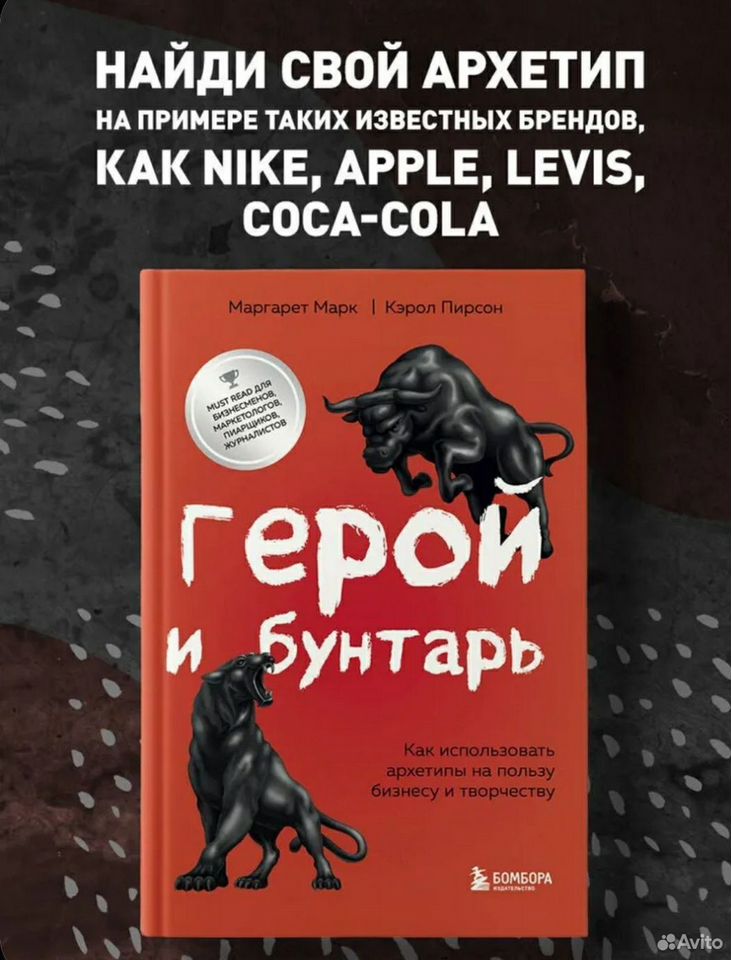 НАЙДИ СВОЙ АРХЕТИП
НА ПРИМЕРЕ ТАКИХ ИЗВЕСТНЫХ БРЕНДОВ,
КАК NIKE, APPLE, LEVIS,
COCA-COLA
Маргарет Марк | Кэрол Пирсон
MUST READ ДЛЯ
БИЗНЕСМЕНОВ,
МАРКЕТОЛОГОВ,
ПИАРЩИКОВ,
ЖУРНАЛИСТОВ
герой
и бунтарь
Как использовать
архетипы на пользу
бизнесу и творчеству
БОМБОРА
ИЗДАТЕЛЬСТВО
Avito